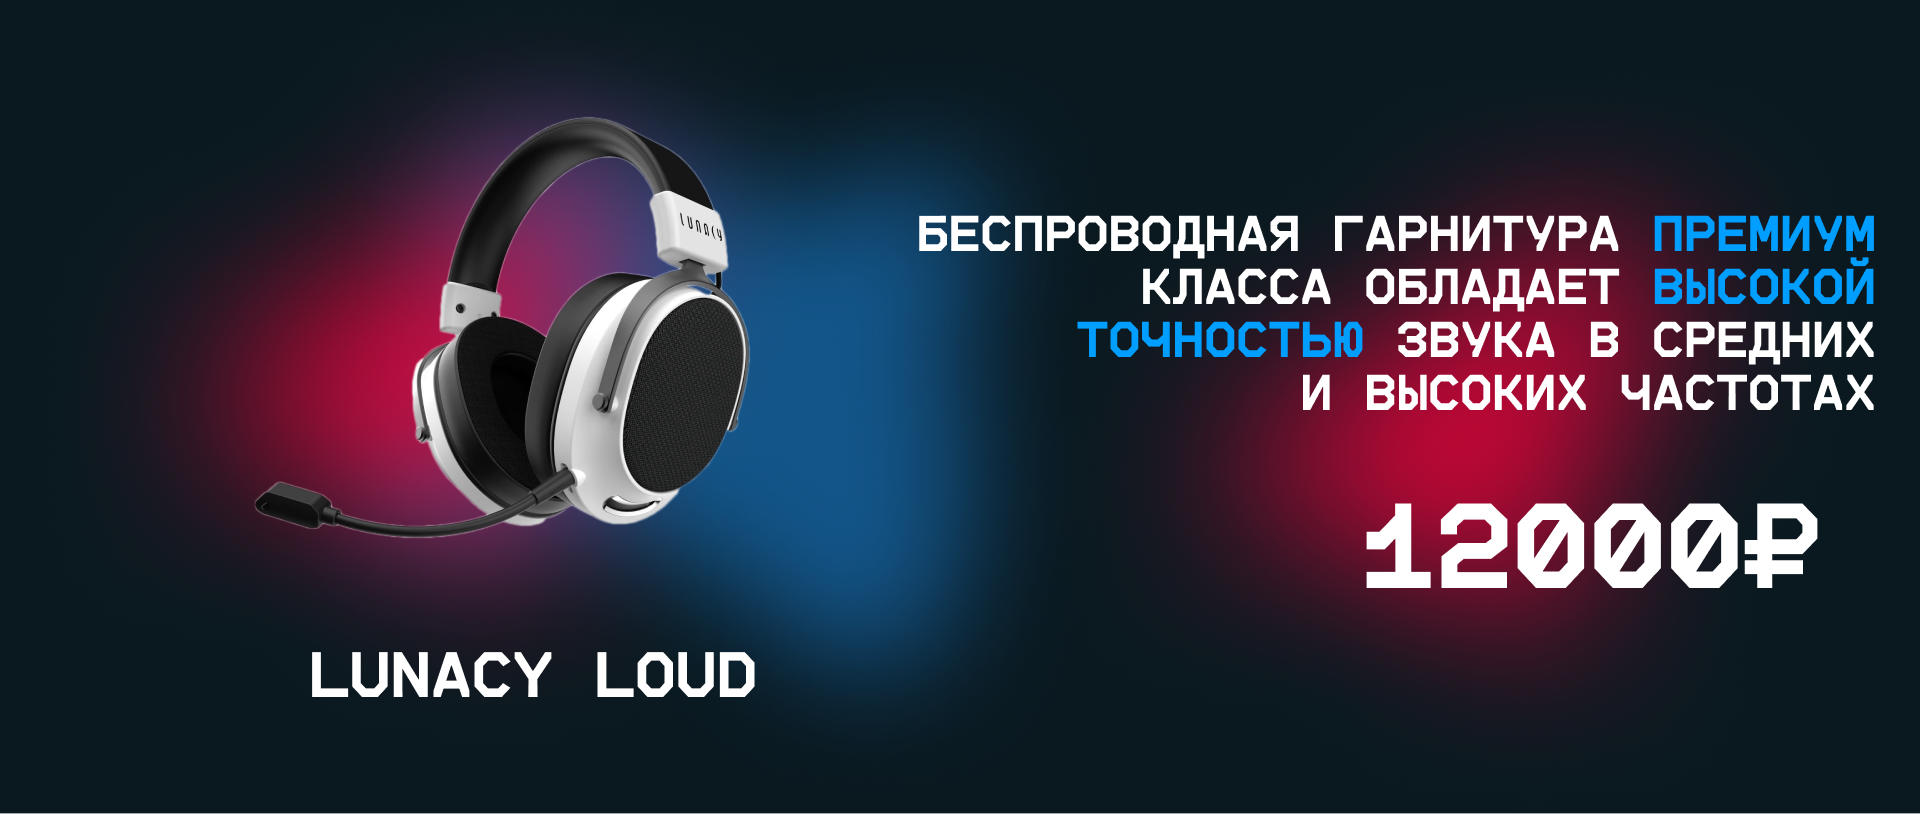 LUNACY
БЕСПРОВОДНАЯ ГАРНИТУРА ПРЕМИУМ
КЛАССА ОБЛАДАЕТ ВЫСОКОЙ
ТОЧНОСТЬЮ ЗВУКА В СРЕДНИХ
И ВЫСОКИХ ЧАСТОТАХ
12000₽
LUNACY LOUD